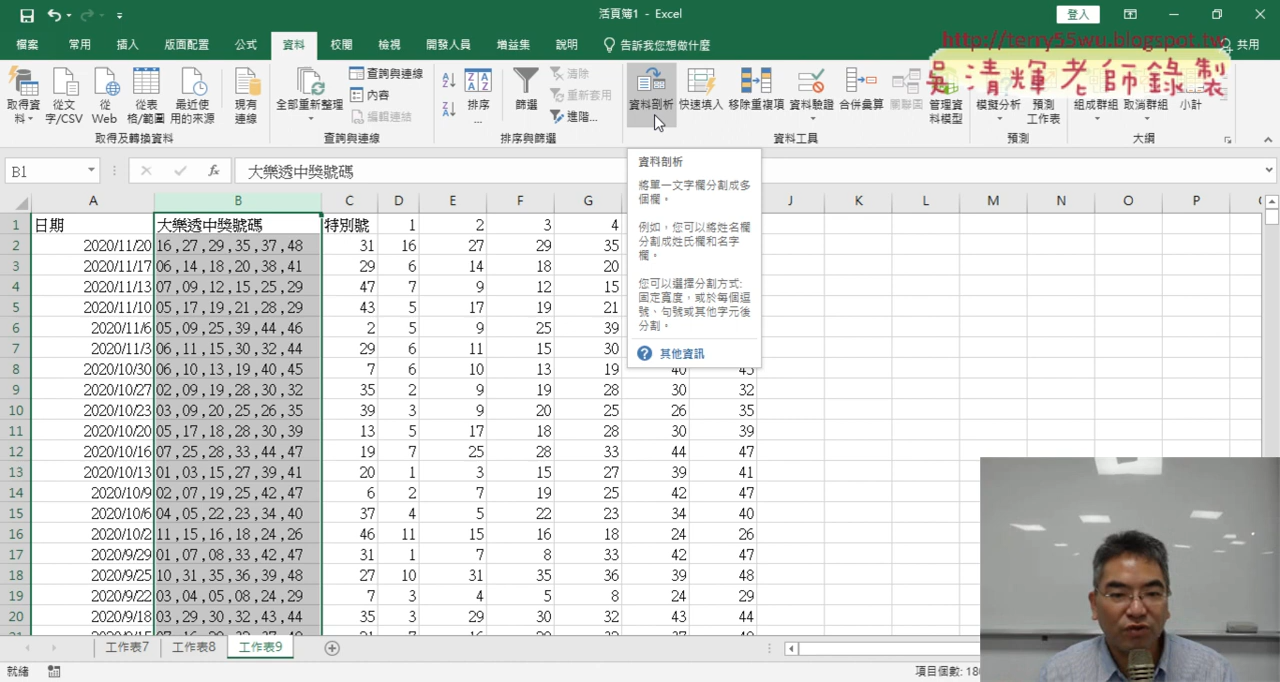 活頁簿1 - Excel
登入
檔案 常用 插入 版面配置 公式 資料 校閱 檢視 開發人員 增益集 說明 告訴我您想做什麼 共用
http://terry55wu.blogspot.tw
吳清輝老師錄製
取得資料 從文字/CSV 從Web 從表格/範圍 最近使用的來源 現有連線
取得及轉換資料
全部重新整理 查詢與連線 內容 編輯連結
查詢與連線
排序... 篩選 清除 重新套用 進階...
排序與篩選
資料剖析 快速填入 移除重複項 資料驗證 合併彙算 關聯圖 管理資料模型
資料工具
模擬分析 預測工作表
預測
組成群組 取消群組 小計
大綱
B1 fx 大樂透中獎號碼
資料剖析
將單一文字欄分割成多
個欄。
例如，您可以將姓名欄
分割成姓氏欄和名字
欄。
您可以選擇分割方式:
固定寬度，或於每個逗
號、句號或其他字元後
分割。
? 其他資訊
A B C D E F G J K L M N O P
1 日期 大樂透中獎號碼 特別號 1 2 3 4
2 2020/11/20 16,27,29,35,37,48 31 16 27 29 35
3 2020/11/17 06,14,18,20,38,41 29 6 14 18 20
4 2020/11/13 07,09,12,15,25,29 47 7 9 12 15
5 2020/11/10 05,17,19,21,28,29 43 5 17 19 21
6 2020/11/6 05,09,25,39,44,46 2 5 9 25 39
7 2020/11/3 06,11,15,30,32,44 29 6 11 15 30
8 2020/10/30 06,10,13,19,40,45 7 6 10 13 19 40 45
9 2020/10/27 02,09,19,28,30,32 35 2 9 19 28 30 32
10 2020/10/23 03,09,20,25,26,35 39 3 9 20 25 26 35
11 2020/10/20 05,17,18,28,30,39 13 5 17 18 28 30 39
12 2020/10/16 07,25,28,33,44,47 19 7 25 28 33 44 47
13 2020/10/13 01,03,15,27,39,41 20 1 3 15 27 39 41
14 2020/10/9 02,07,19,25,42,47 6 2 7 19 25 42 47
15 2020/10/6 04,05,22,23,34,40 37 4 5 22 23 34 40
16 2020/10/2 11,15,16,18,24,26 46 11 15 16 18 24 26
17 2020/9/29 01,07,08,33,42,47 31 1 7 8 33 42 47
18 2020/9/25 10,31,35,36,39,48 27 10 31 35 36 39 48
19 2020/9/22 03,04,05,08,24,29 7 3 4 5 8 24 29
20 2020/9/18 03,29,30,32,43,44 35 3 29 30 32 43 44
工作表7 工作表8 工作表9
就緒 項目個數: 180